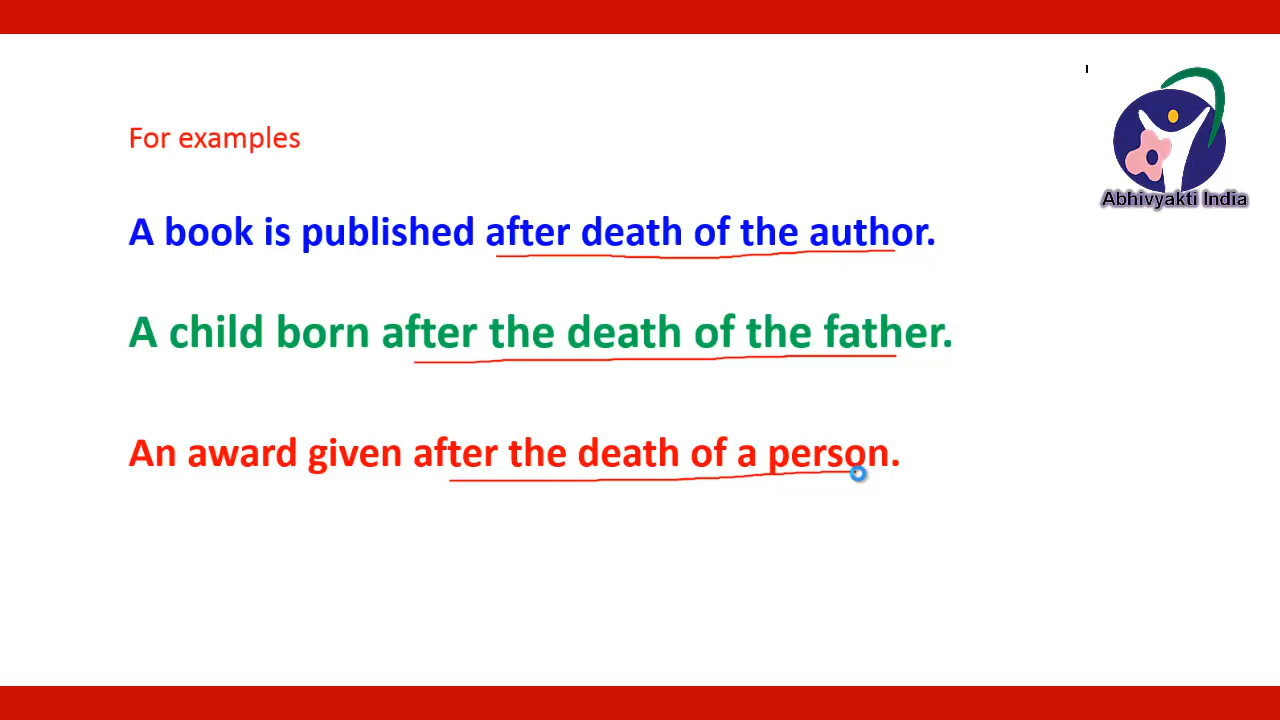 Abhivyakti India
For examples
A book is published after death of the author.
A child born after the death of the father.
An award given after the death of a person.